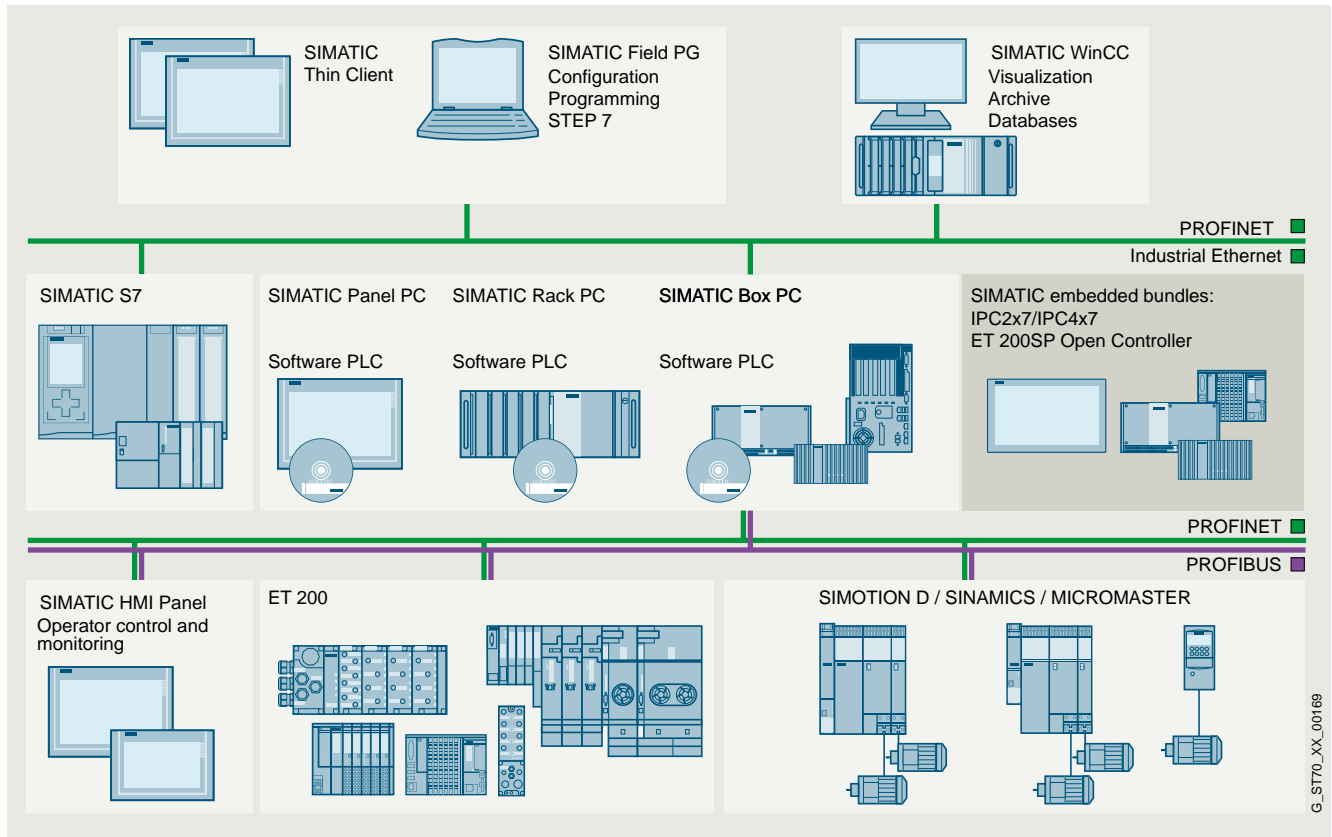 SIMATIC
Thin Client
SIMATIC Field PG
Configuration
Programming
STEP 7
SIMATIC WinCC
Visualization
Archive
Databases
PROFINET
Industrial Ethernet
SIMATIC S7
SIMATIC Panel PC
Software PLC
SIMATIC Rack PC
Software PLC
SIMATIC Box PC
Software PLC
SIMATIC embedded bundles:
IPC2x7/IPC4x7
ET 200SP Open Controller
PROFINET
PROFIBUS
SIMATIC HMI Panel
Operator control and
monitoring
ET 200
SIMOTION D / SINAMICS / MICROMASTER
G_ST70_XX_00169